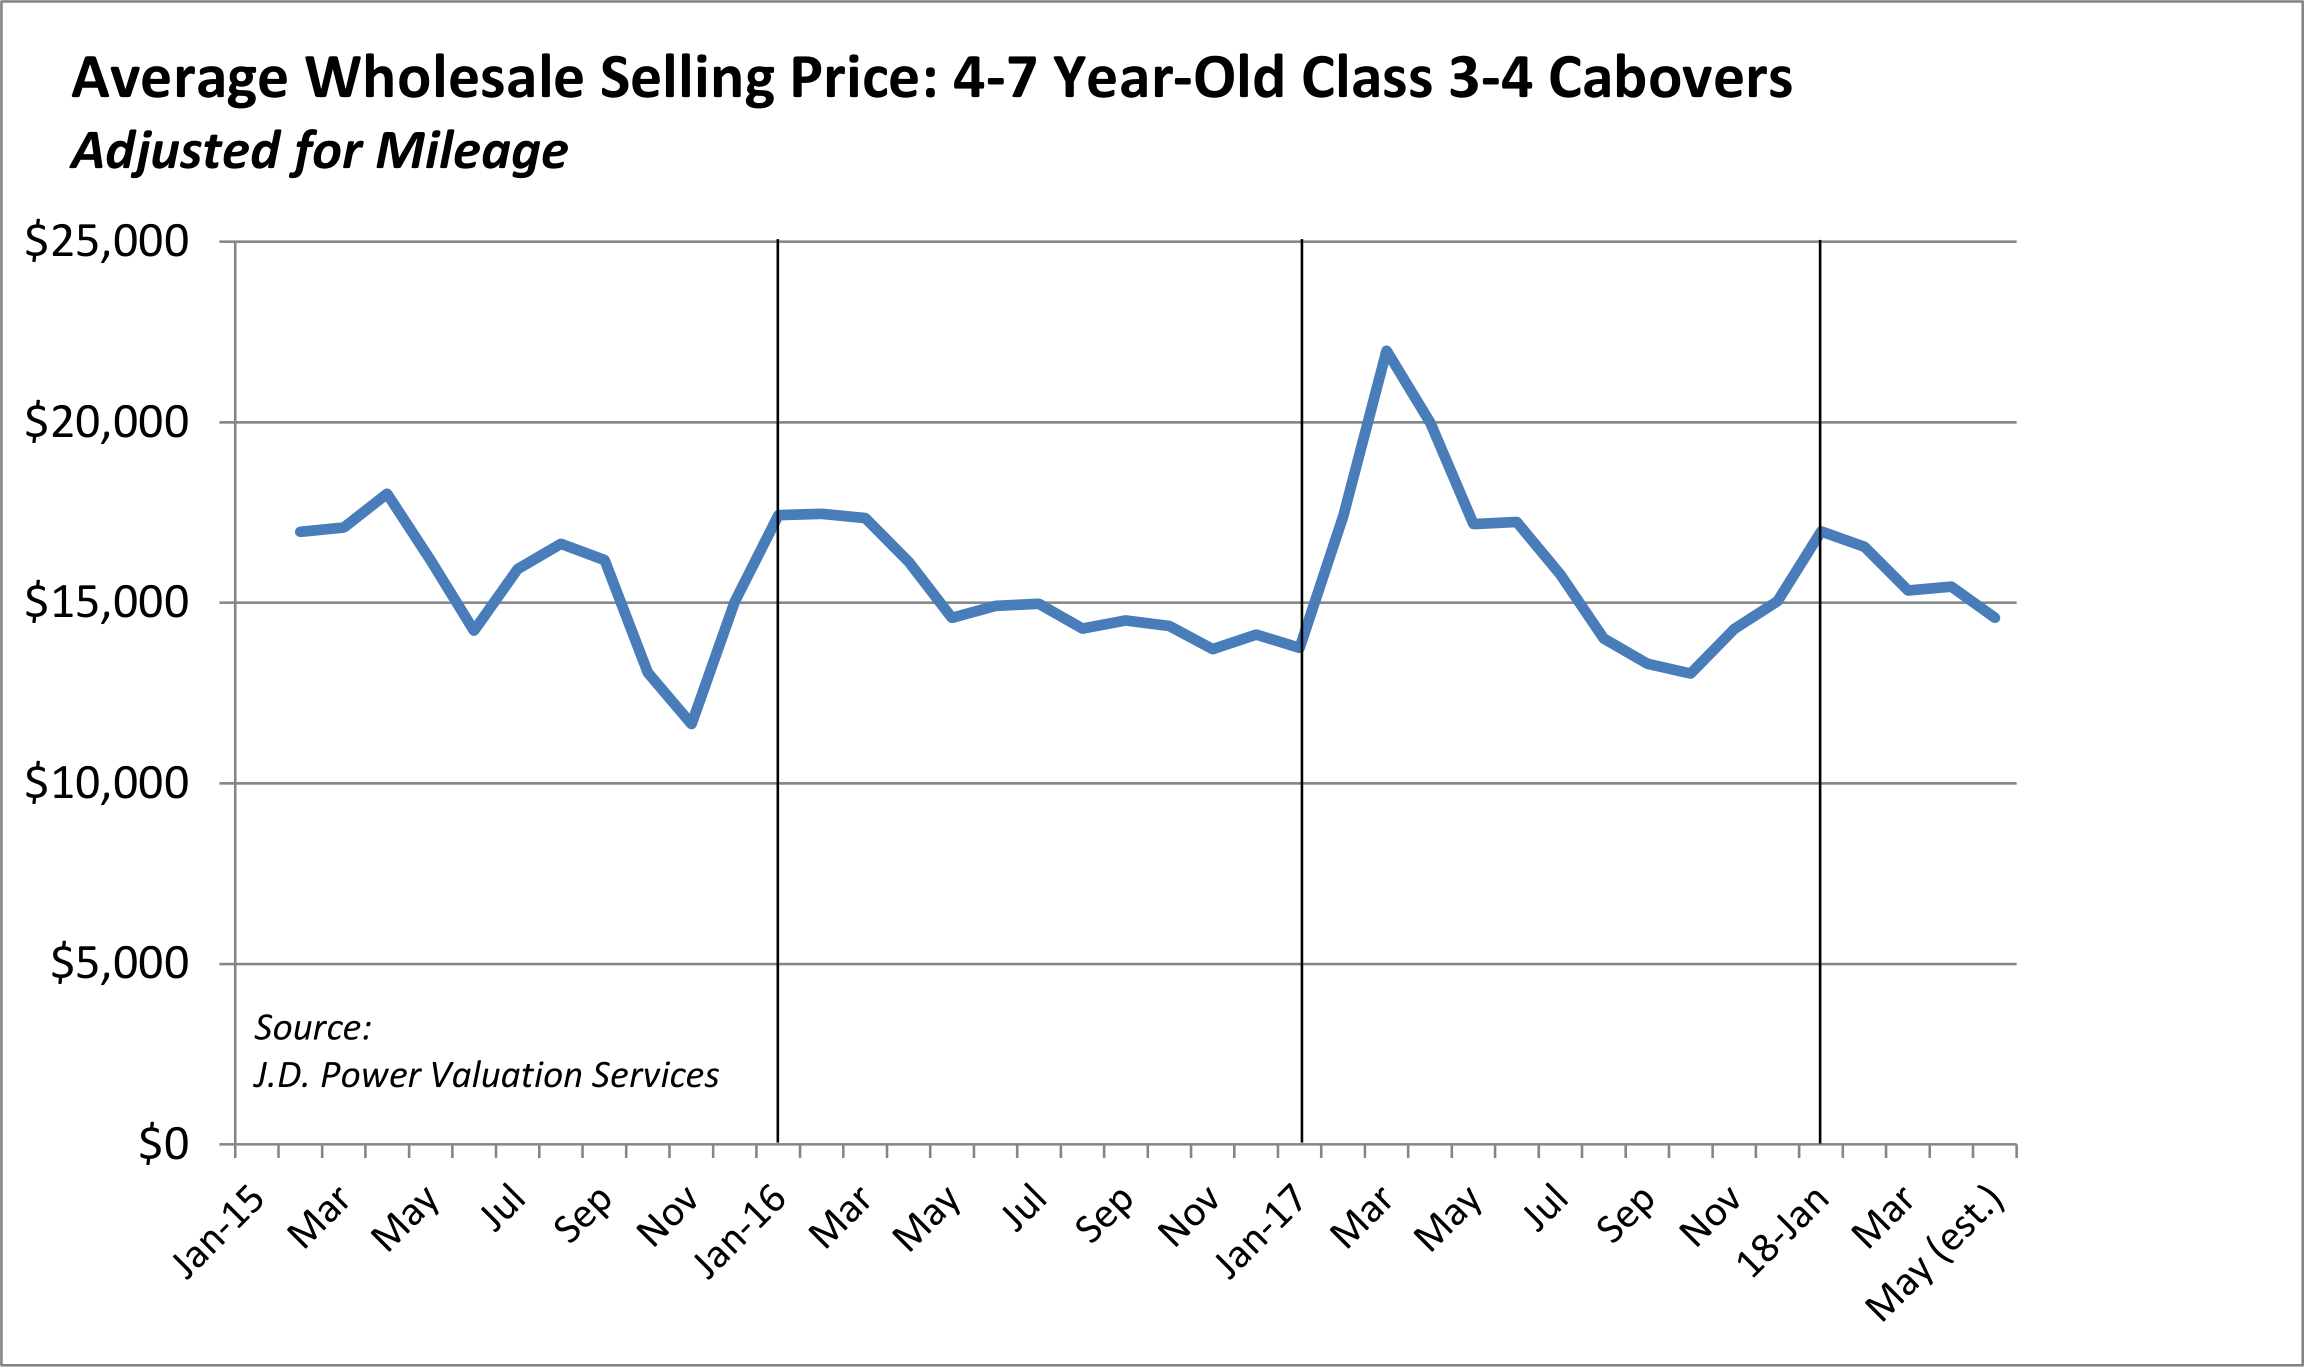 Average Wholesale Selling Price: 4-7 Year-Old Class 3-4 Cabovers
Adjusted for Mileage
$25,000
$20,000
$15,000
$10,000
$5,000
$0
Source:
J.D. Power Valuation Services
Jan-15
Mar
May
Jul
Sep
Nov
Jan-16
Mar
May
Jul
Sep
Nov
Jan-17
Mar
May
Jul
Sep
Nov
18-Jan
Mar
May (est.)